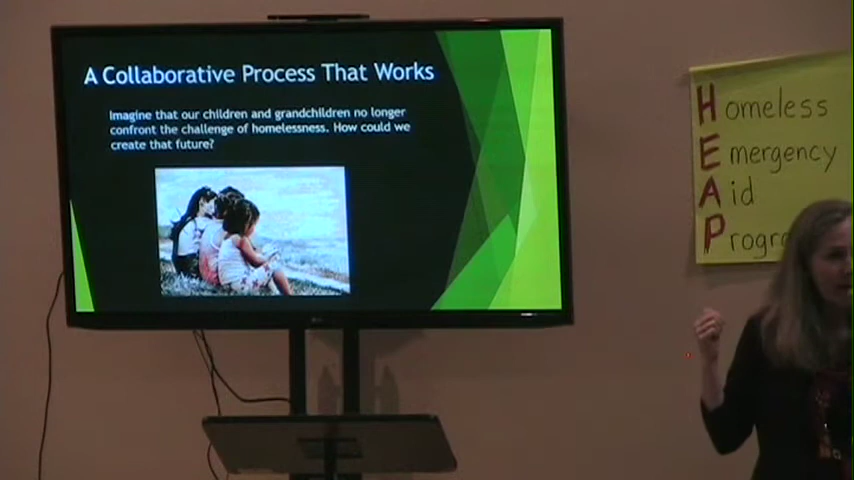 A Collaborative Process That Works
Imagine that our children and grandchildren no longer
confront the challenge of homelessness. How could we
create that future?
Homeless
Emergency
Aid
Progr
LG